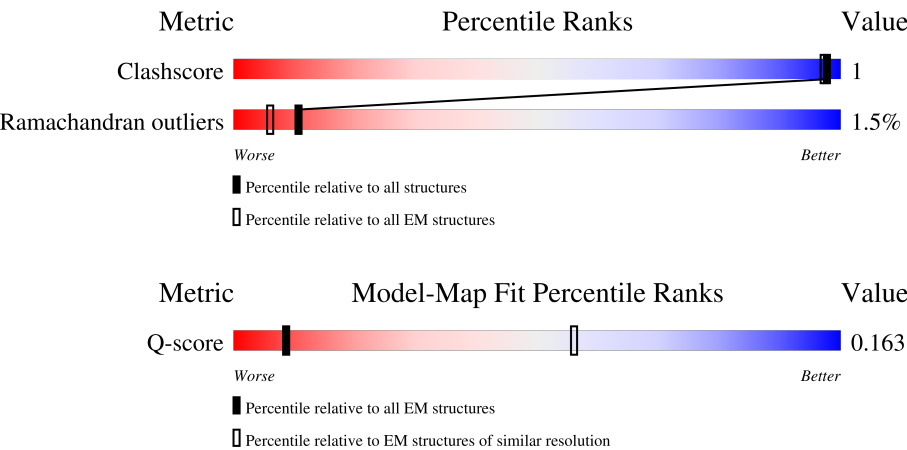 Metric Percentile Ranks Value
Clashscore 1
Ramachandran outliers 1.5%
Worse Better
Percentile relative to all structures
Percentile relative to all EM structures
Metric Model-Map Fit Percentile Ranks Value
Q-score 0.163
Worse Better
Percentile relative to all EM structures
Percentile relative to EM structures of similar resolution